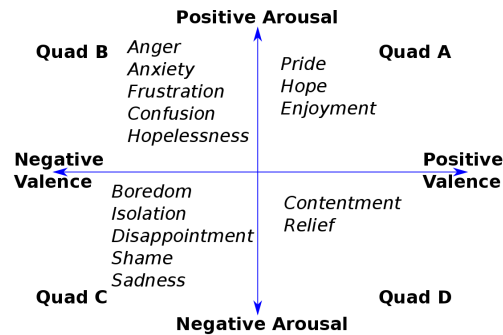 Positive Arousal
Quad B
Quad A
Anger
Anxiety
Frustration
Confusion
Hopelessness
Pride
Hope
Enjoyment
Negative
Valence
Positive
Valence
Boredom
Isolation
Disappointment
Shame
Sadness
Contentment
Relief
Quad C
Quad D
Negative Arousal